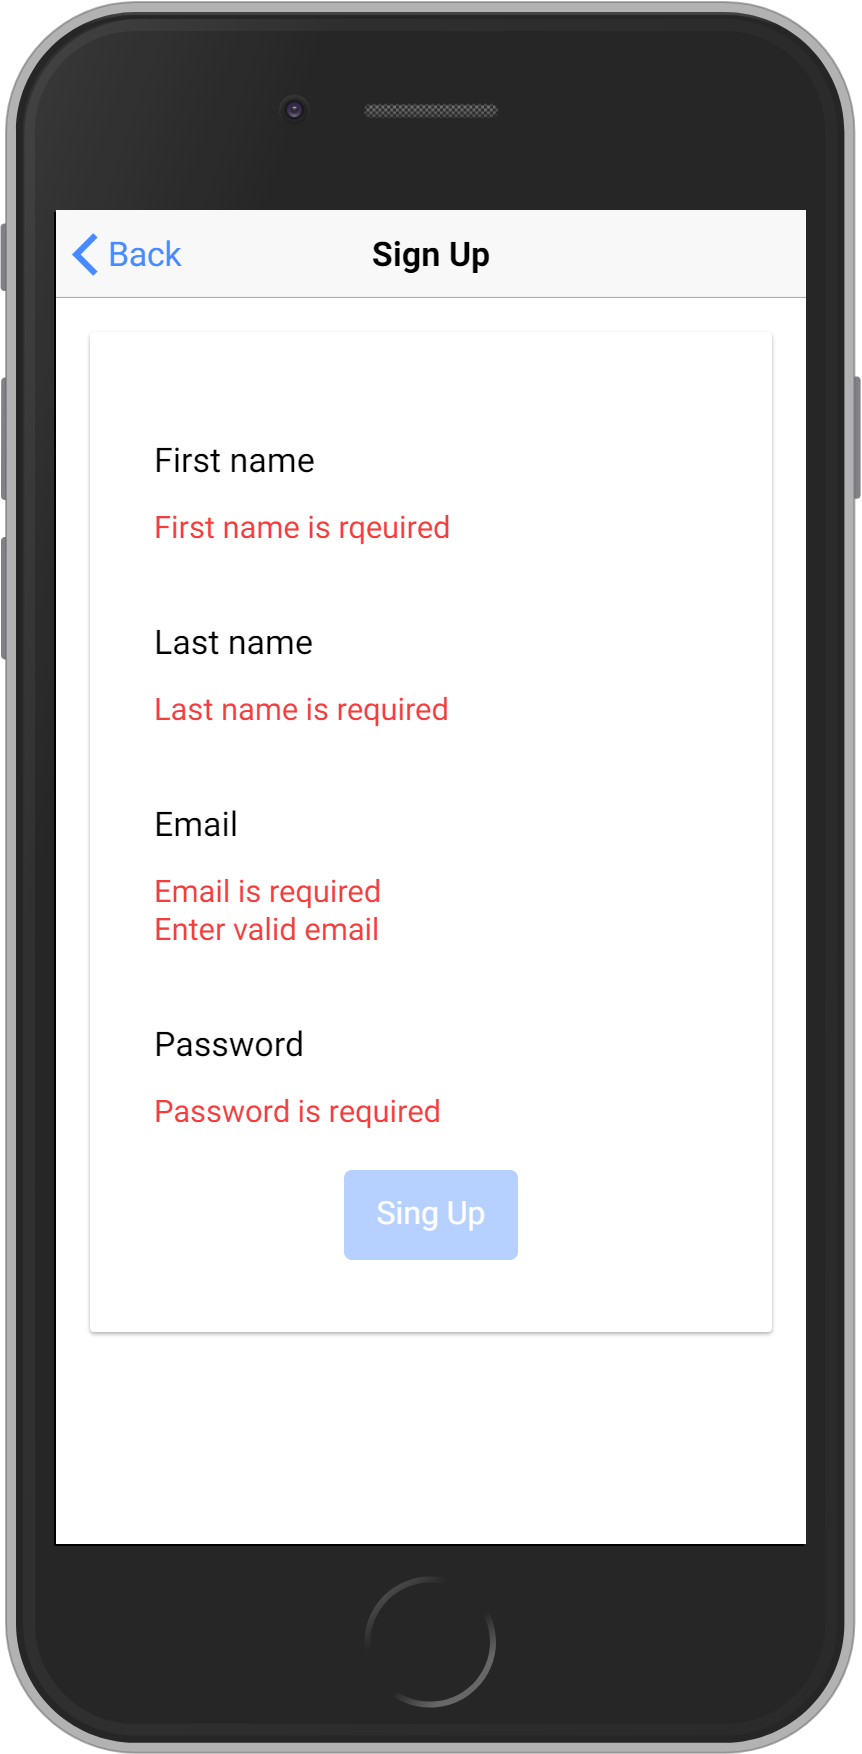 Back
Sign Up
First name
First name is rqeuired
Last name
Last name is required
Email
Email is required
Enter valid email
Password
Password is required
Sing Up